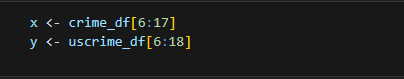 x <- crime_df[6:17]
y <- uscrime_df[6:18]